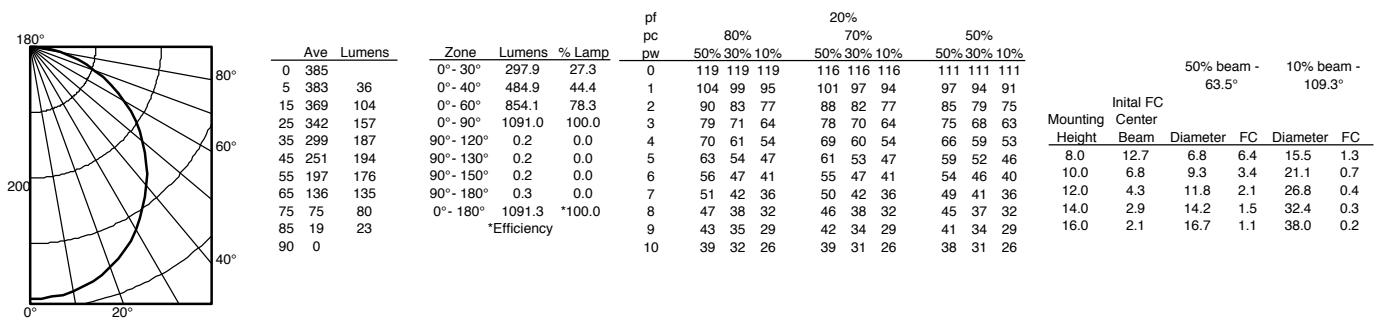 180°
80°
60°
200
40°
0° 20°
Ave Lumens
0 385
5 383 36
15 369 104
25 342 157
35 299 187
45 251 194
55 197 176
65 136 135
75 75 80
85 19 23
90 0
Zone Lumens % Lamp
0°- 30° 297.9 27.3
0°- 40° 484.9 44.4
0°- 60° 854.1 78.3
0°- 90° 1091.0 100.0
90°- 120° 0.2 0.0
90°- 130° 0.2 0.0
90°- 150° 0.2 0.0
90°- 180° 0.3 0.0
0°- 180° 1091.3 *100.0
*Efficiency
pf 20%
pc 80% 70% 50%
pw 50% 30% 10% 50% 30% 10% 50% 30% 10%
0 119 119 119 116 116 116 111 111 111
1 104 99 95 101 97 94 97 94 91
2 90 83 77 88 82 77 85 79 75
3 79 71 64 78 70 64 75 68 63
4 70 61 54 69 60 54 66 59 53
5 63 54 47 61 53 47 59 52 46
6 56 47 41 55 47 41 54 46 40
7 51 42 36 50 42 36 49 41 36
8 47 38 32 46 38 32 45 37 32
9 43 35 29 42 34 29 41 34 29
10 39 32 26 39 31 26 38 31 26
50% beam - 10% beam -
63.5° 109.3°
Inital FC
Mounting Center
Height Beam Diameter FC Diameter FC
8.0 12.7 6.8 6.4 15.5 1.3
10.0 6.8 9.3 3.4 21.1 0.7
12.0 4.3 11.8 2.1 26.8 0.4
14.0 2.9 14.2 1.5 32.4 0.3
16.0 2.1 16.7 1.1 38.0 0.2